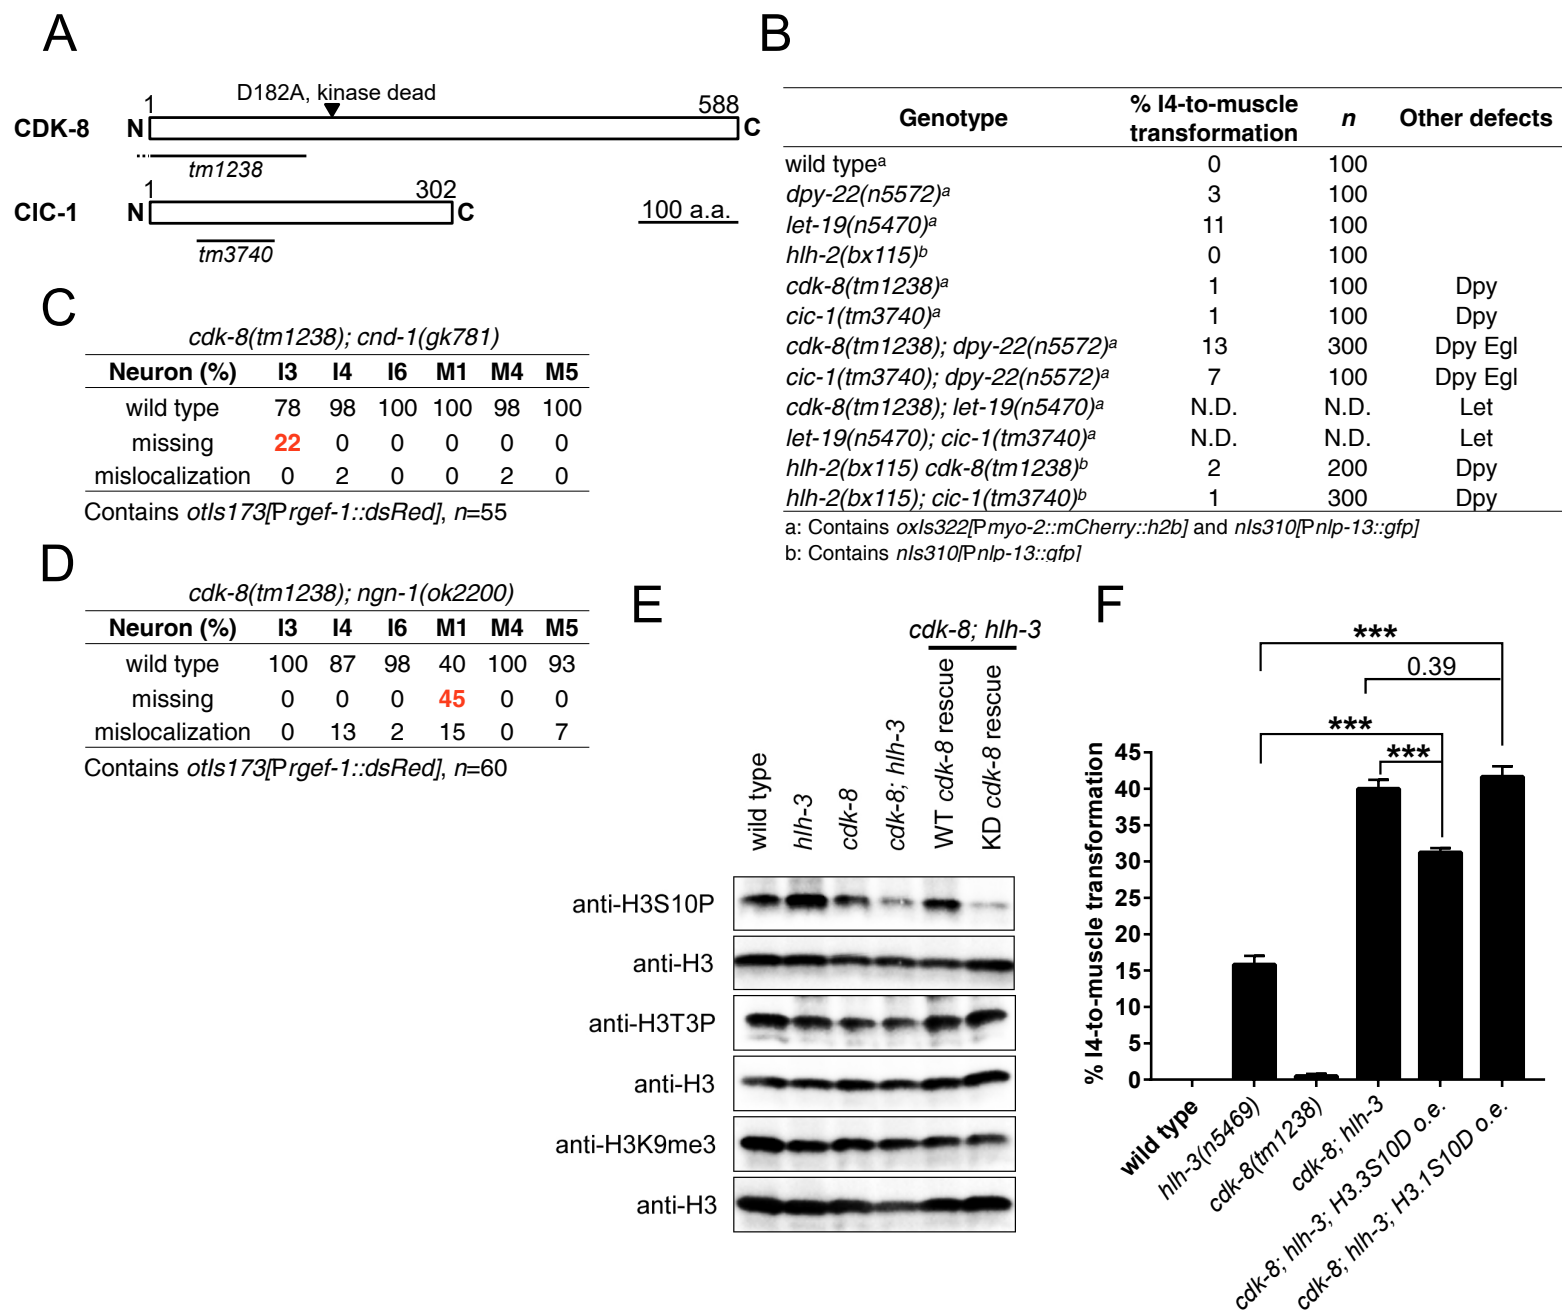 A
D182A, kinase dead
1 588
CDK-8 N C
tm1238
1 302
CIC-1 N C 100 a.a.
tm3740
B
Genotype % I4-to-muscle transformation n Other defects
wild typeᵃ 0 100
dpy-22(n5572)ᵃ 3 100
let-19(n5470)ᵃ 11 100
hlh-2(bx115)ᵇ 0 100
cdk-8(tm1238)ᵃ 1 100 Dpy
cic-1(tm3740)ᵃ 1 100 Dpy
cdk-8(tm1238); dpy-22(n5572)ᵃ 13 300 Dpy Egl
cic-1(tm3740); dpy-22(n5572)ᵃ 7 100 Dpy Egl
cdk-8(tm1238); let-19(n5470)ᵃ N.D. N.D. Let
let-19(n5470); cic-1(tm3740)ᵃ N.D. N.D. Let
hlh-2(bx115) cdk-8(tm1238)ᵇ 2 200 Dpy
hlh-2(bx115); cic-1(tm3740)ᵇ 1 300 Dpy
a: Contains oxIs322[Pmyo-2::mCherry::h2b] and nIs310[Pnlp-13::gfp]
b: Contains nIs310[Pnlp-13::gfp]
C
cdk-8(tm1238); cnd-1(gk781)
Neuron (%) I3 I4 I6 M1 M4 M5
wild type 78 98 100 100 98 100
missing 22 0 0 0 0 0
mislocalization 0 2 0 0 2 0
Contains otIs173[Prgef-1::dsRed], n=55
D
cdk-8(tm1238); ngn-1(ok2200)
Neuron (%) I3 I4 I6 M1 M4 M5
wild type 100 87 98 40 100 93
missing 0 0 0 45 0 0
mislocalization 0 13 2 15 0 7
Contains otIs173[Prgef-1::dsRed], n=60
E
cdk-8; hlh-3
wild type
hlh-3
cdk-8
cdk-8; hlh-3
WT cdk-8 rescue
KD cdk-8 rescue
anti-H3S10P
anti-H3
anti-H3T3P
anti-H3
anti-H3K9me3
anti-H3
F
***
0.39
***
***
% I4-to-muscle transformation
45
40
35
30
25
20
15
10
5
0
wild type
hlh-3(n5469)
cdk-8(tm1238)
cdk-8; hlh-3
cdk-8; hlh-3; H3.3S10D o.e.
cdk-8; hlh-3; H3.1S10D o.e.